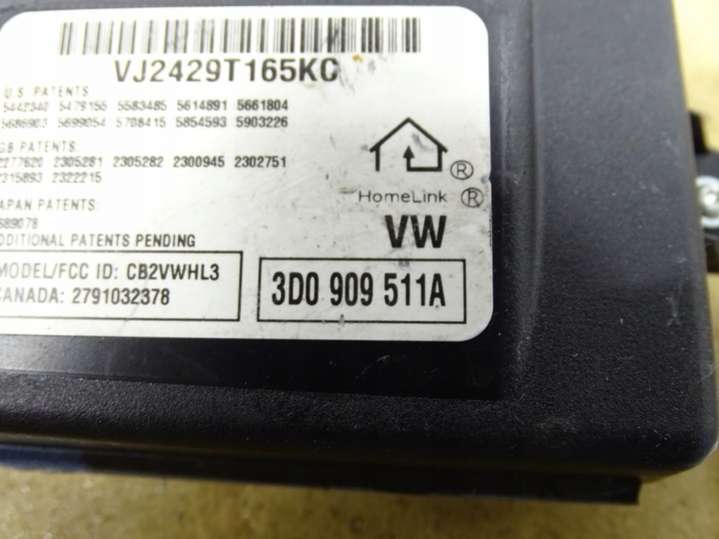 VJ2429T165KC
U.S. PATENTS
5442340 5479155 5583485 5614891 5661804
5686903 5699054 5708415 5854593 5903226
GB PATENTS:
2277620 2305281 2305282 2300945 2302751
2315893 2322215
JAPAN PATENTS:
689078
ADDITIONAL PATENTS PENDING
HomeLink ®
®
VW
MODEL/FCC ID: CB2VWHL3
CANADA: 2791032378
3D0 909 511A